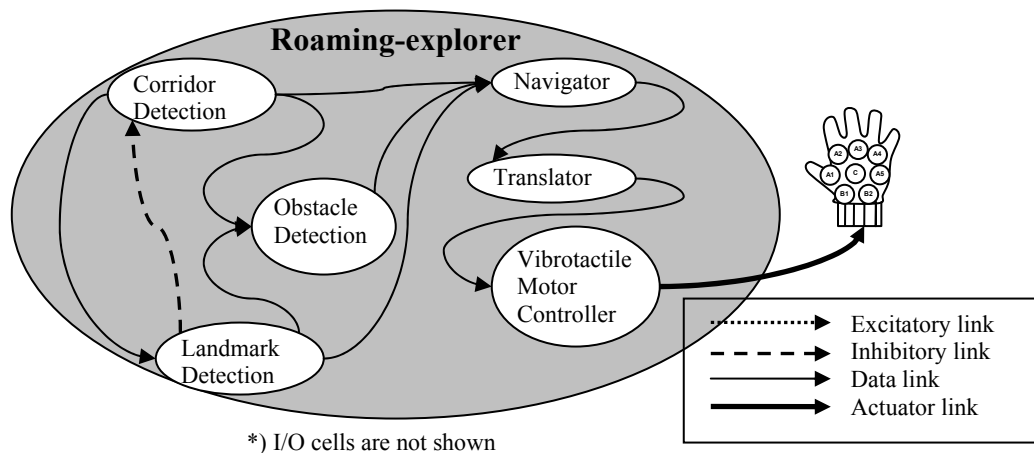 Roaming-explorer
Corridor
Detection
Navigator
Translator
Obstacle
Detection
Vibrotactile
Motor
Controller
Landmark
Detection
A3
A2
A4
A1
C
A5
B1
B2
Excitatory link
Inhibitory link
Data link
Actuator link
*) I/O cells are not shown